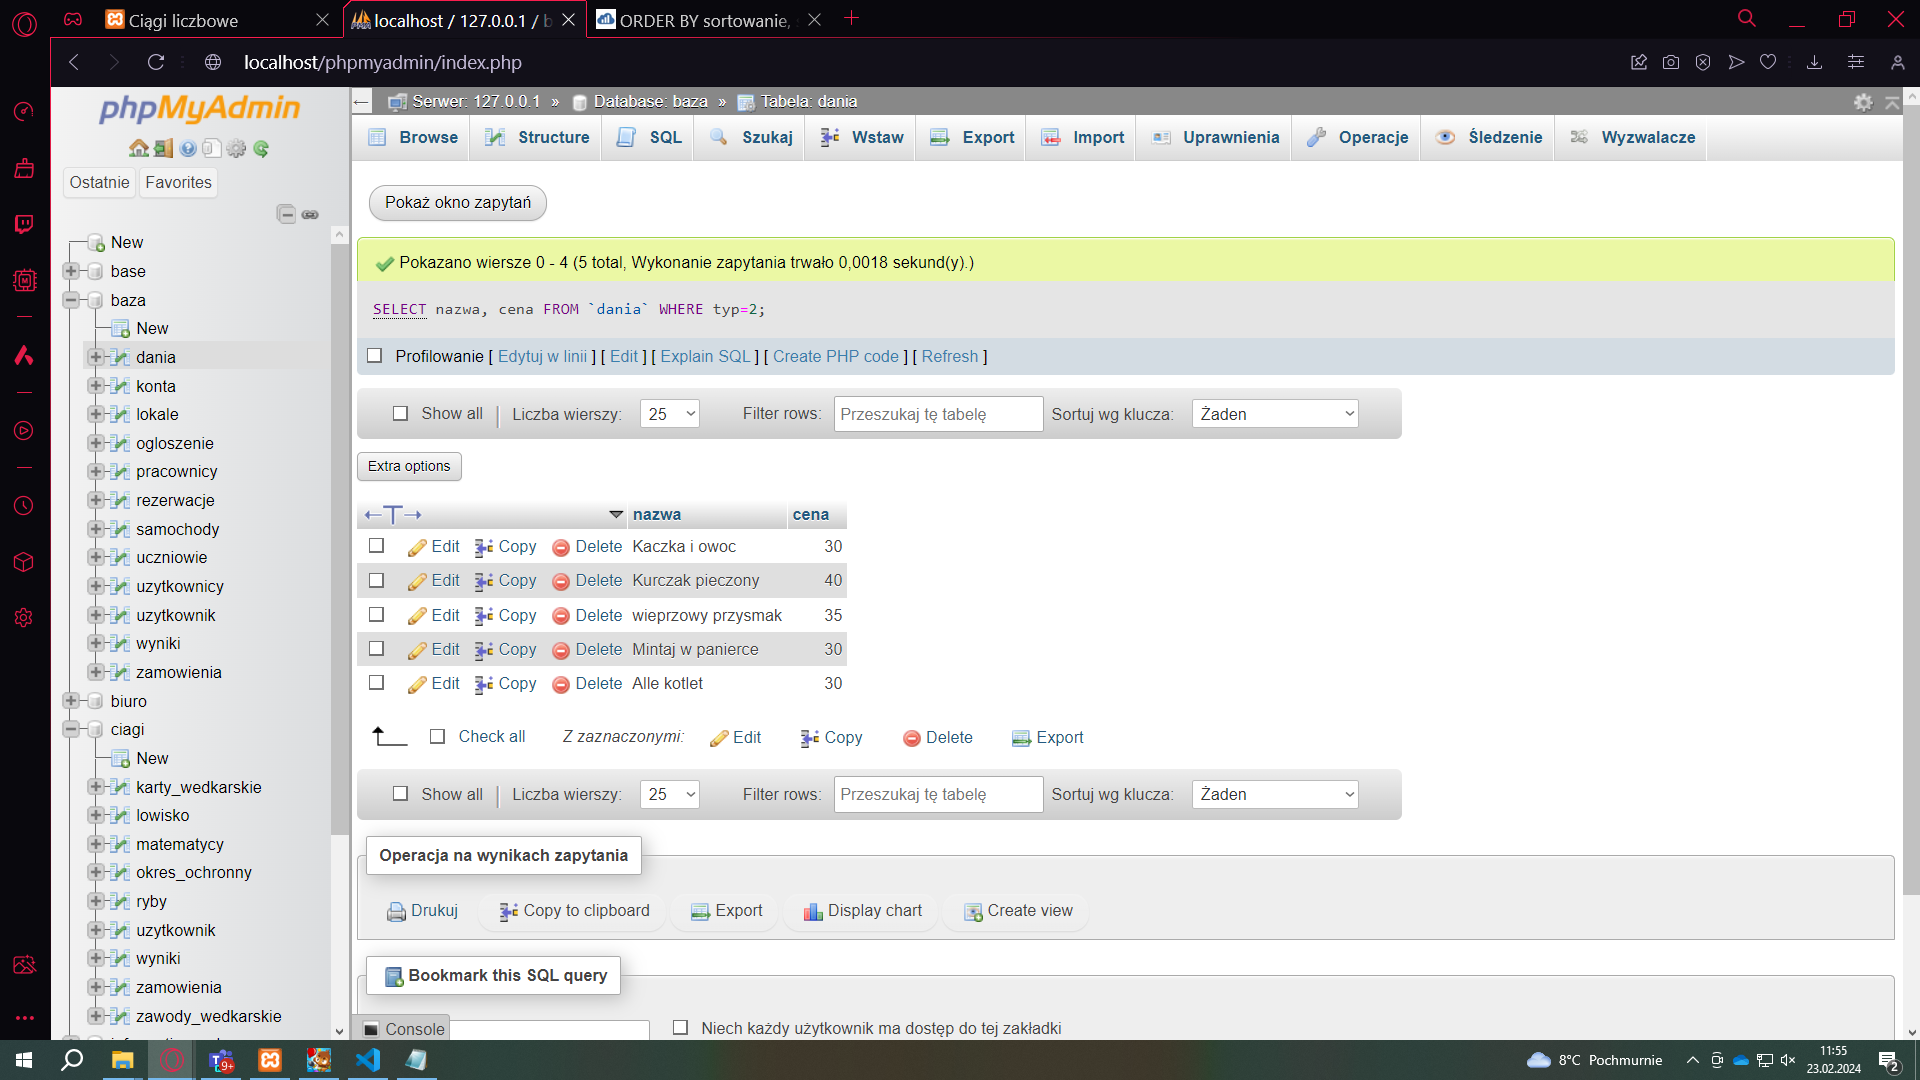 Ciągi liczbowe
localhost / 127.0.0.1 / b
ORDER BY sortowanie,
localhost/phpmyadmin/index.php
phpMyAdmin
Ostatnie
Favorites
New
base
baza
New
dania
konta
lokale
ogloszenie
pracownicy
rezerwacje
samochody
uczniowie
uzytkownicy
uzytkownik
wyniki
zamowienia
biuro
ciagi
New
karty_wedkarskie
lowisko
matematycy
okres_ochronny
ryby
uzytkownik
wyniki
zamowienia
zawody_wedkarskie
Serwer: 127.0.0.1 » Database: baza » Tabela: dania
Browse Structure SQL Szukaj Wstaw Export Import Uprawnienia Operacje Śledzenie Wyzwalacze
Pokaż okno zapytań
Pokazano wiersze 0 - 4 (5 total, Wykonanie zapytania trwało 0,0018 sekund(y).)
SELECT nazwa, cena FROM `dania` WHERE typ=2;
Profilowanie [ Edytuj w linii ] [ Edit ] [ Explain SQL ] [ Create PHP code ] [ Refresh ]
Show all | Liczba wierszy: 25 Filter rows: Przeszukaj tę tabelę Sortuj wg klucza: Żaden
Extra options
←T→ nazwa cena
Edit Copy Delete Kaczka i owoc 30
Edit Copy Delete Kurczak pieczony 40
Edit Copy Delete wieprzowy przysmak 35
Edit Copy Delete Mintaj w panierce 30
Edit Copy Delete Alle kotlet 30
Check all Z zaznaczonymi: Edit Copy Delete Export
Show all | Liczba wierszy: 25 Filter rows: Przeszukaj tę tabelę Sortuj wg klucza: Żaden
Operacja na wynikach zapytania
Drukuj Copy to clipboard Export Display chart Create view
Bookmark this SQL query
Console
Niech każdy użytkownik ma dostęp do tej zakładki
9+
8°C Pochmurnie
11:55
23.02.2024
2